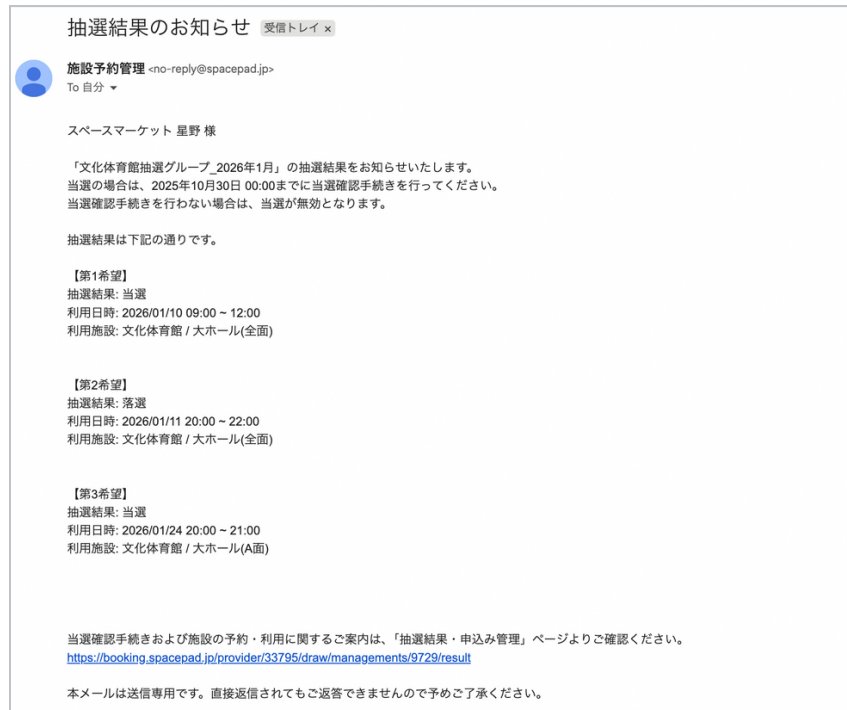 抽選結果のお知らせ 受信トレイ ×
施設予約管理 <no-reply@spacepad.jp>
To 自分
スペースマーケット 星野 様
「文化体育館抽選グループ_2026年1月」の抽選結果をお知らせいたします。
当選の場合は、2025年10月30日 00:00までに当選確認手続きを行ってください。
当選確認手続きを行わない場合は、当選が無効となります。
抽選結果は下記の通りです。
【第1希望】
抽選結果: 当選
利用日時: 2026/01/10 09:00 ~ 12:00
利用施設: 文化体育館 / 大ホール(全面)
【第2希望】
抽選結果: 落選
利用日時: 2026/01/11 20:00 ~ 22:00
利用施設: 文化体育館 / 大ホール(全面)
【第3希望】
抽選結果: 当選
利用日時: 2026/01/24 20:00 ~ 21:00
利用施設: 文化体育館 / 大ホール(A面)
当選確認手続きおよび施設の予約・利用に関するご案内は、「抽選結果・申込み管理」ページよりご確認ください。
https://booking.spacepad.jp/provider/33795/draw/managements/9729/result
本メールは送信専用です。直接返信されてもご返答できませんので予めご了承ください。